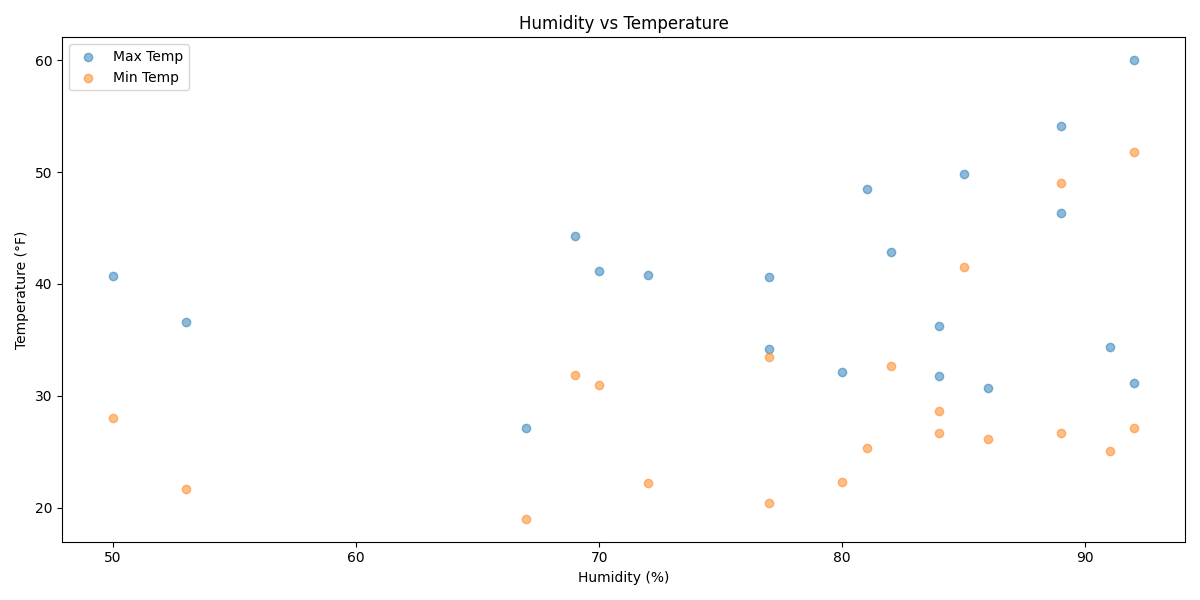 Humidity vs Temperature
Max Temp
Min Temp
Temperature (°F)
60
50
40
30
20
50 60 70 80 90
Humidity (%)